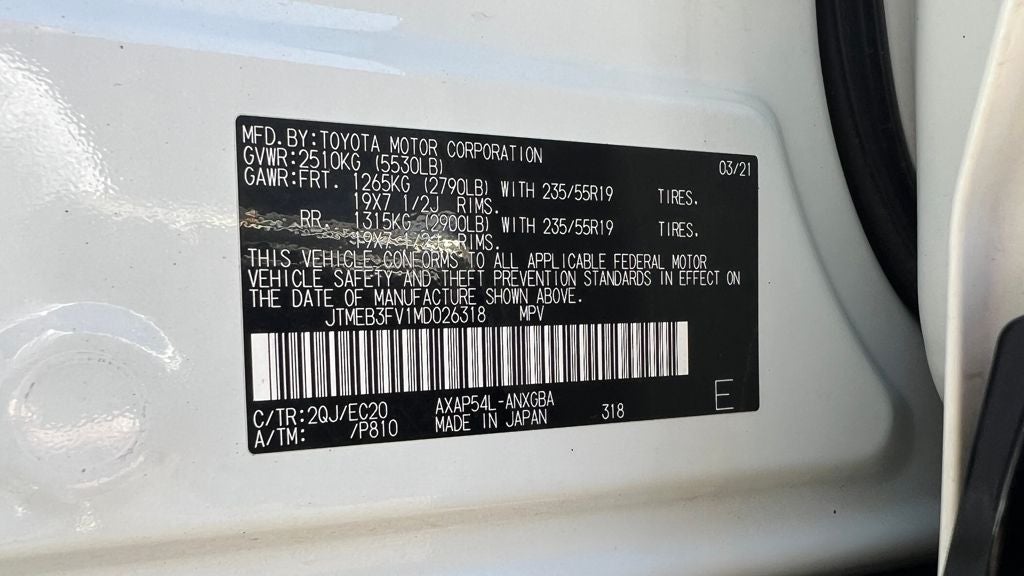 MFD.BY:TOYOTA MOTOR CORPORATION 03/21
GVWR:2510KG (5530LB)
GAWR:FRT. 1265KG (2790LB) WITH 235/55R19 TIRES.
19X7 1/2J RIMS.
RR. 1315KG (2900LB) WITH 235/55R19 TIRES.
19X7 1/2J RIMS.
THIS VEHICLE CONFORMS TO ALL APPLICABLE FEDERAL MOTOR
VEHICLE SAFETY AND THEFT PREVENTION STANDARDS IN EFFECT ON
THE DATE OF MANUFACTURE SHOWN ABOVE.
JTMEB3FV1MD026318 MPV
C/TR:2QJ/EC20 AXAP54L-ANXGBA 318 E
A/TM: /P810 MADE IN JAPAN